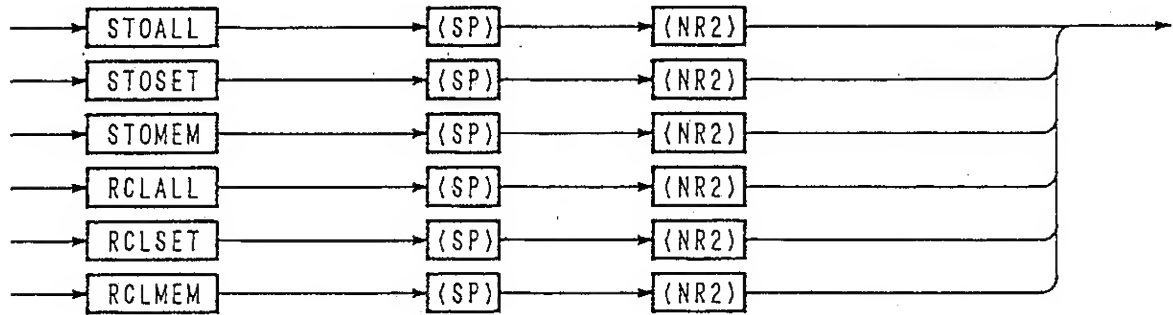 STOALL (SP) (NR2)
STOSET (SP) (NR2)
STOMEM (SP) (NR2)
RCLALL (SP) (NR2)
RCLSET (SP) (NR2)
RCLMEM (SP) (NR2)